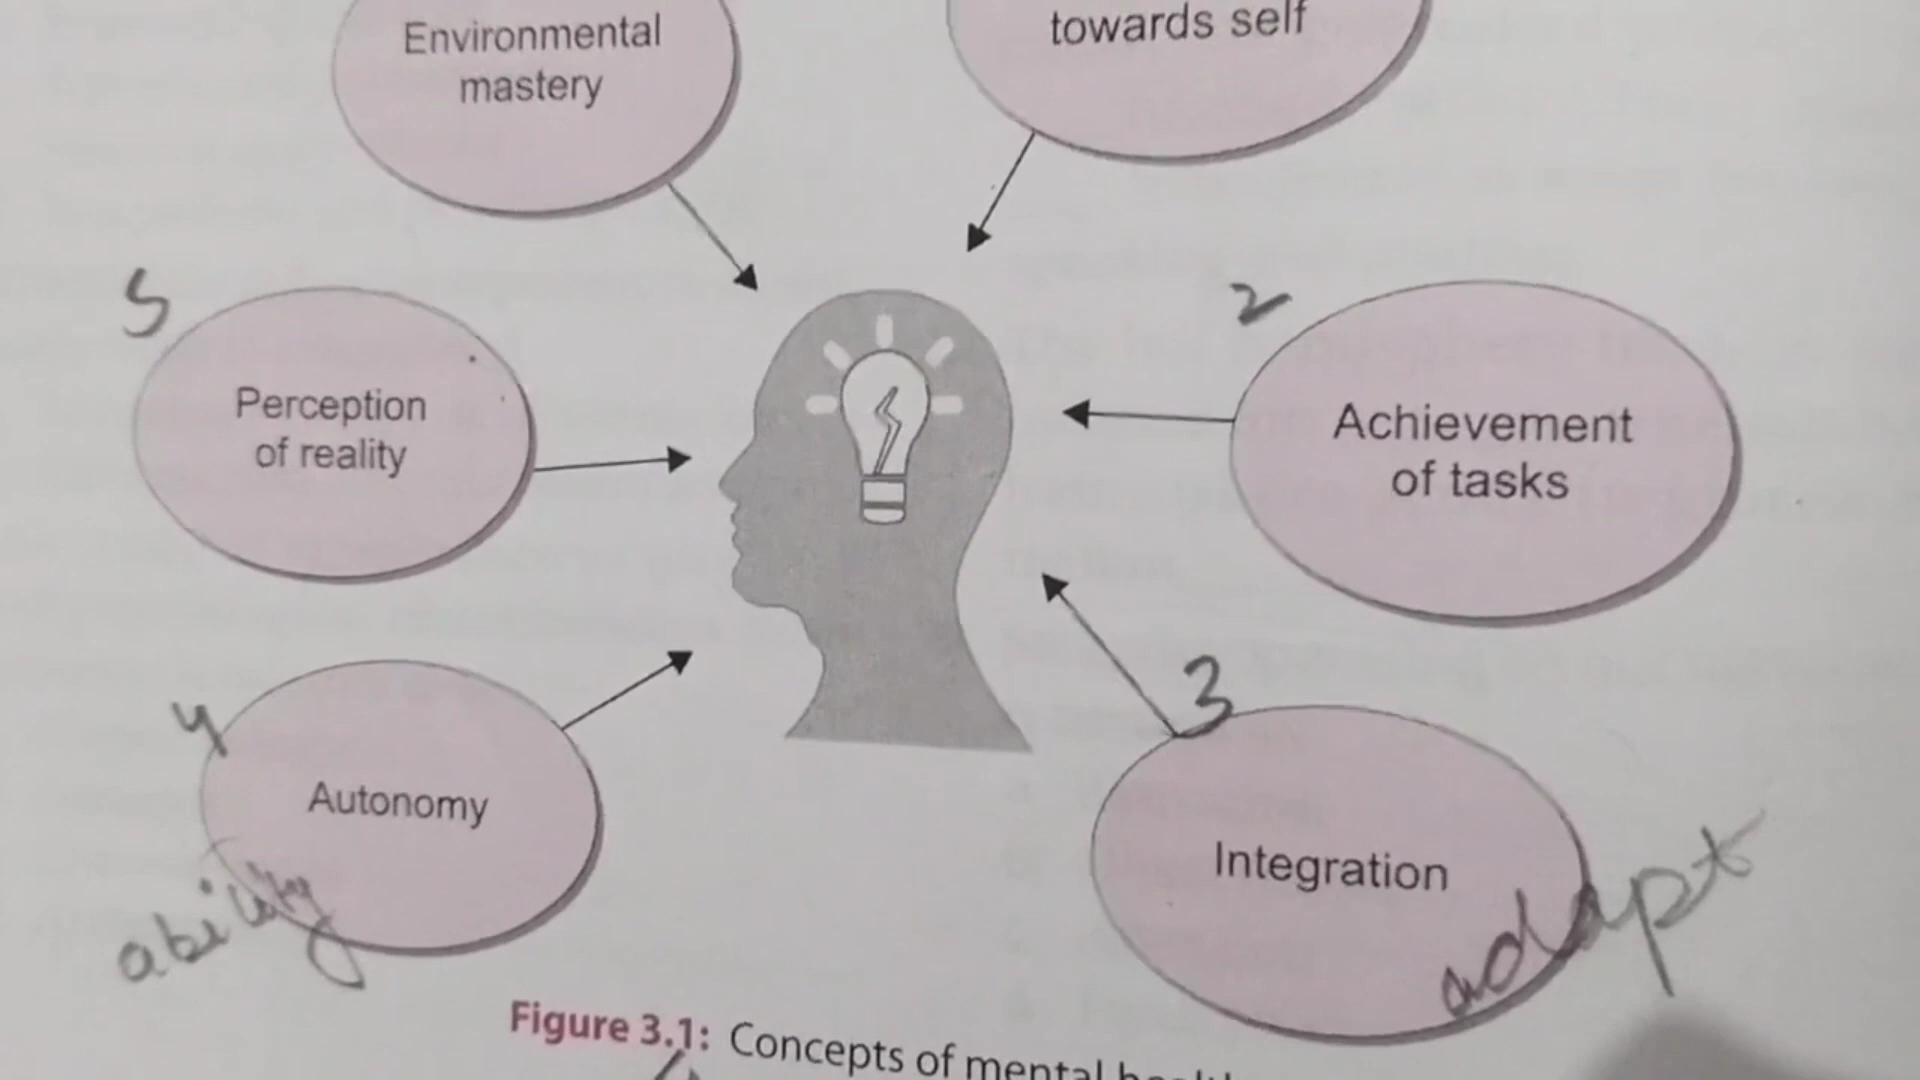 Environmental
mastery
towards self
5
Perception
of reality
2
Achievement
of tasks
4
Autonomy
ability
3
Integration
adapt
Figure 3.1: Concepts of mental